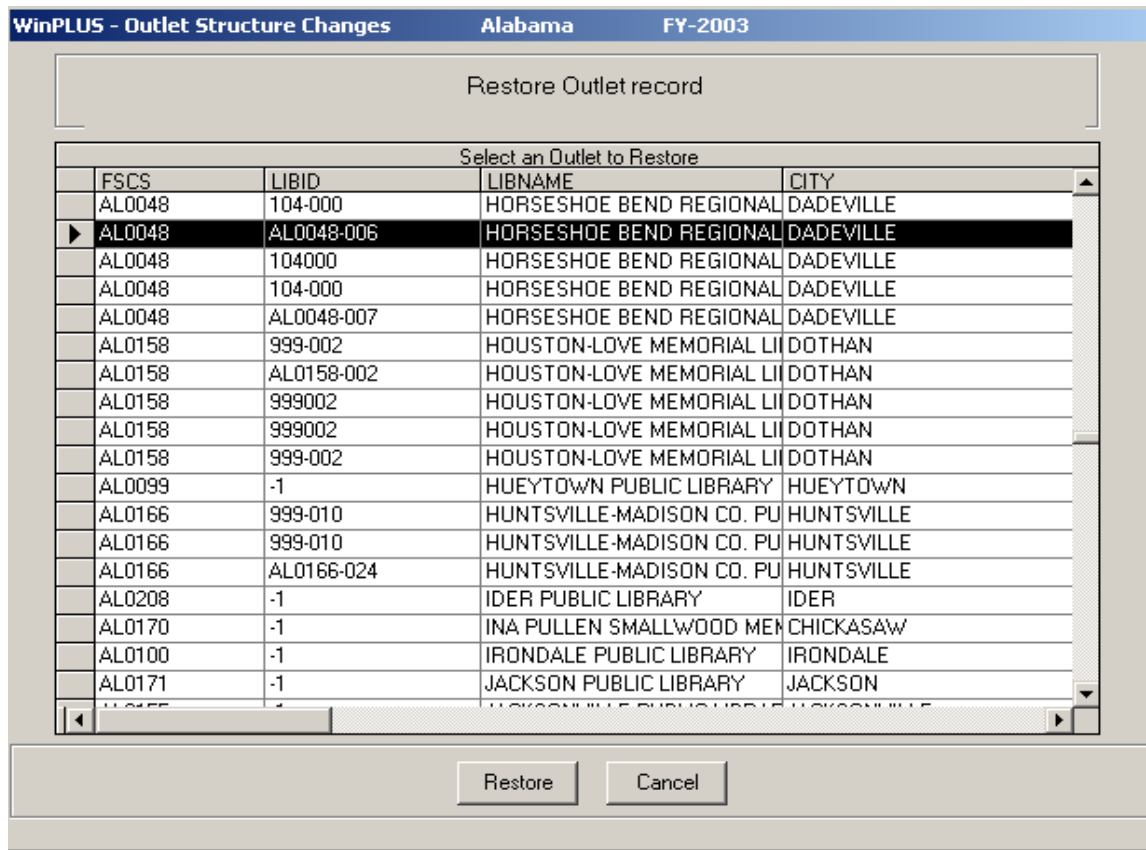 WinPLUS - Outlet Structure Changes Alabama FY-2003
Restore Outlet record
Select an Outlet to Restore
FSCS LIBID LIBNAME CITY
AL0048 104-000 HORSESHOE BEND REGIONAL DADEVILLE
AL0048 AL0048-006 HORSESHOE BEND REGIONAL DADEVILLE
AL0048 104000 HORSESHOE BEND REGIONAL DADEVILLE
AL0048 104-000 HORSESHOE BEND REGIONAL DADEVILLE
AL0048 AL0048-007 HORSESHOE BEND REGIONAL DADEVILLE
AL0158 999-002 HOUSTON-LOVE MEMORIAL LI DOTHAN
AL0158 AL0158-002 HOUSTON-LOVE MEMORIAL LI DOTHAN
AL0158 999002 HOUSTON-LOVE MEMORIAL LI DOTHAN
AL0158 999002 HOUSTON-LOVE MEMORIAL LI DOTHAN
AL0158 999-002 HOUSTON-LOVE MEMORIAL LI DOTHAN
AL0099 -1 HUEYTOWN PUBLIC LIBRARY HUEYTOWN
AL0166 999-010 HUNTSVILLE-MADISON CO. PU HUNTSVILLE
AL0166 999-010 HUNTSVILLE-MADISON CO. PU HUNTSVILLE
AL0166 AL0166-024 HUNTSVILLE-MADISON CO. PU HUNTSVILLE
AL0208 -1 IDER PUBLIC LIBRARY IDER
AL0170 -1 INA PULLEN SMALLWOOD MEM CHICKASAW
AL0100 -1 IRONDALE PUBLIC LIBRARY IRONDALE
AL0171 -1 JACKSON PUBLIC LIBRARY JACKSON
Restore Cancel